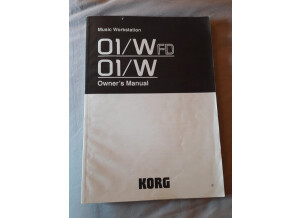 Music Workstation
01/WFD
01/W
Owner's Manual
KORG